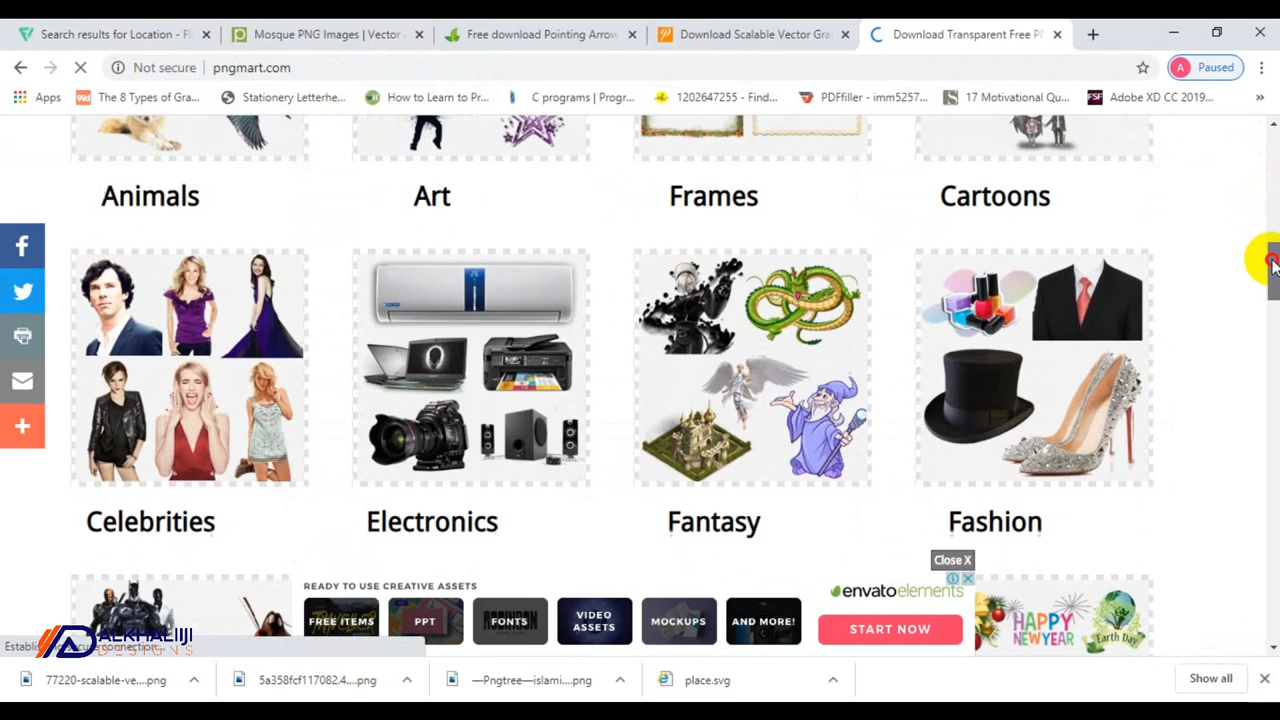 Search results for Location - Fl
Mosque PNG Images | Vector a
Free download Pointing Arrow
Download Scalable Vector Gra
Download Transparent Free PN
Not secure
pngmart.com
A
Paused
Apps
The 8 Types of Gra...
Stationery Letterhe...
How to Learn to Pr...
C programs | Progr...
1202647255 - Find...
PDFfiller - imm5257...
17 Motivational Qu...
FSF
Adobe XD CC 2019...
»
Animals
Art
Frames
Cartoons
Celebrities
Electronics
Fantasy
Fashion
Close X
READY TO USE CREATIVE ASSETS
FREE ITEMS
PPT
FONTS
VIDEO
ASSETS
MOCKUPS
AND MORE!
envatoelements
START NOW
HAPPY
NEW YEAR
Earth Day
ALKHALIJI
DESIGNS
77220-scalable-ve....png
5a358fcf117082.4....png
—Pngtree—islami....png
place.svg
Show all